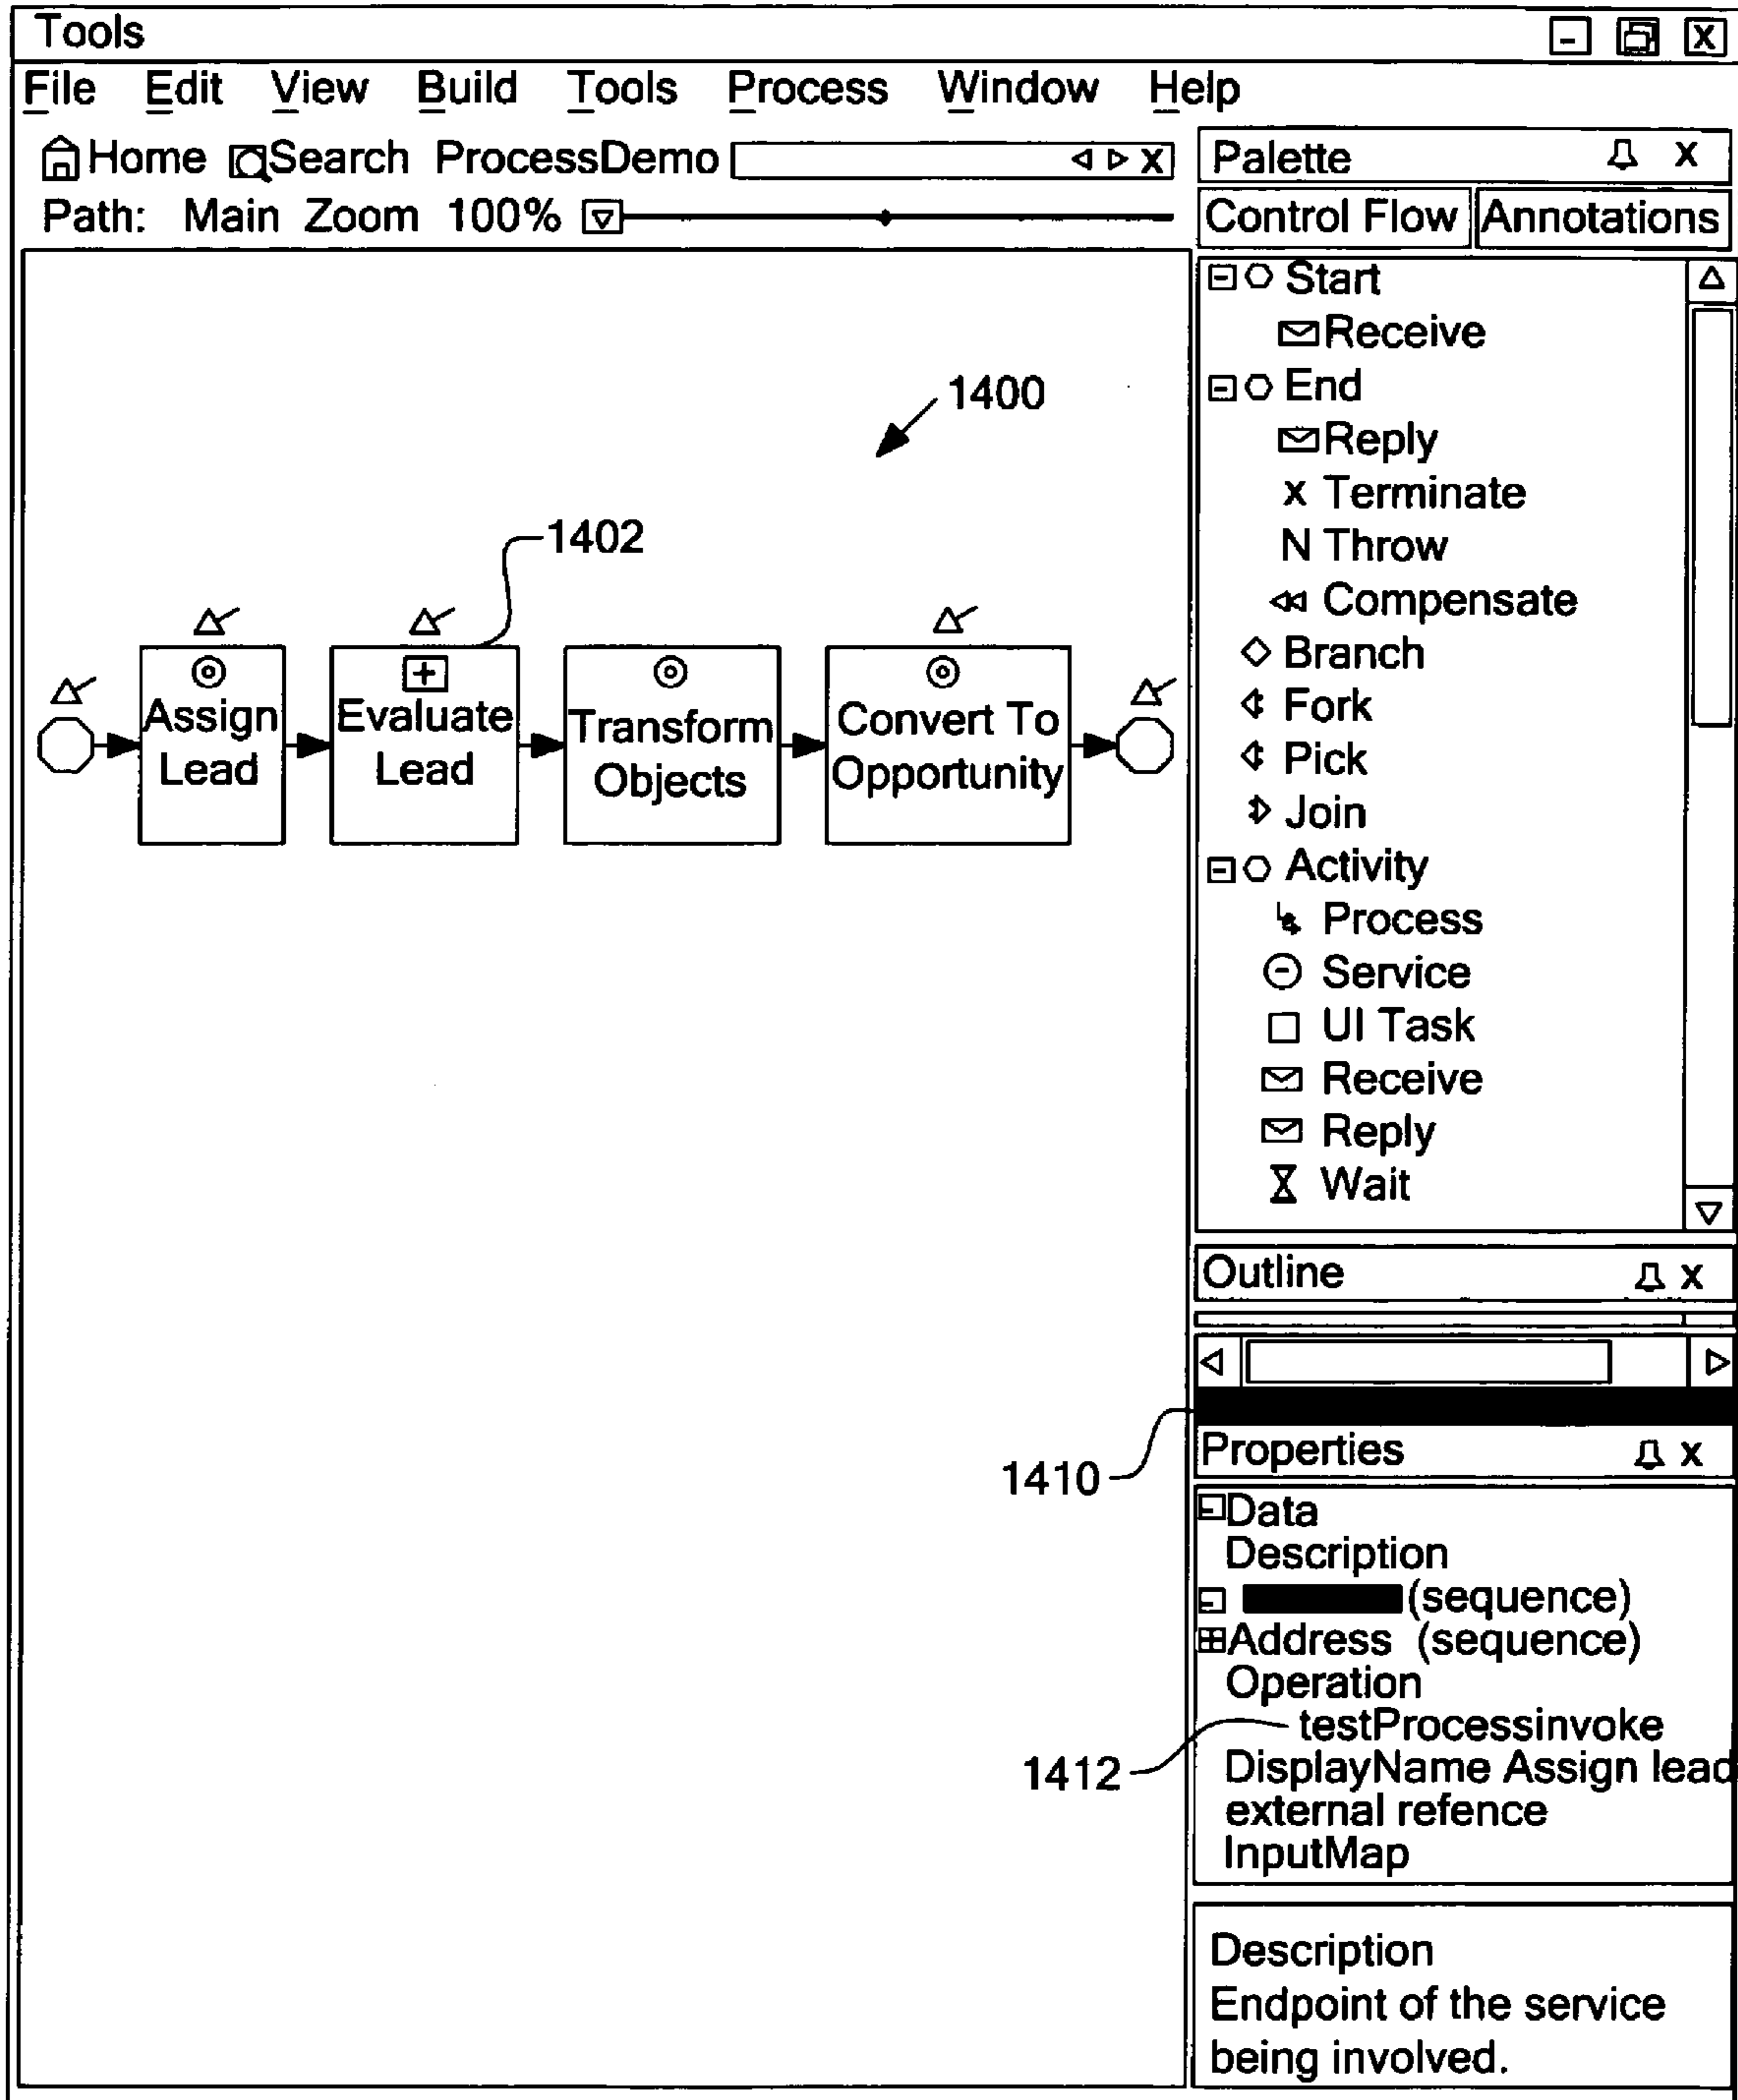 Tools
File Edit View Build Tools Process Window Help
Home Search ProcessDemo
Path: Main Zoom 100%
1400
1402
Assign
Lead
Evaluate
Lead
Transform
Objects
Convert To
Opportunity
Palette X
Control Flow Annotations
Start
Receive
End
Reply
x Terminate
N Throw
Compensate
Branch
Fork
Pick
Join
Activity
Process
Service
UI Task
Receive
Reply
Wait
Outline X
1410
Properties X
Data
Description
(sequence)
Address (sequence)
Operation
testProcessinvoke
1412
DisplayName Assign lead
external refence
InputMap
Description
Endpoint of the service
being involved.